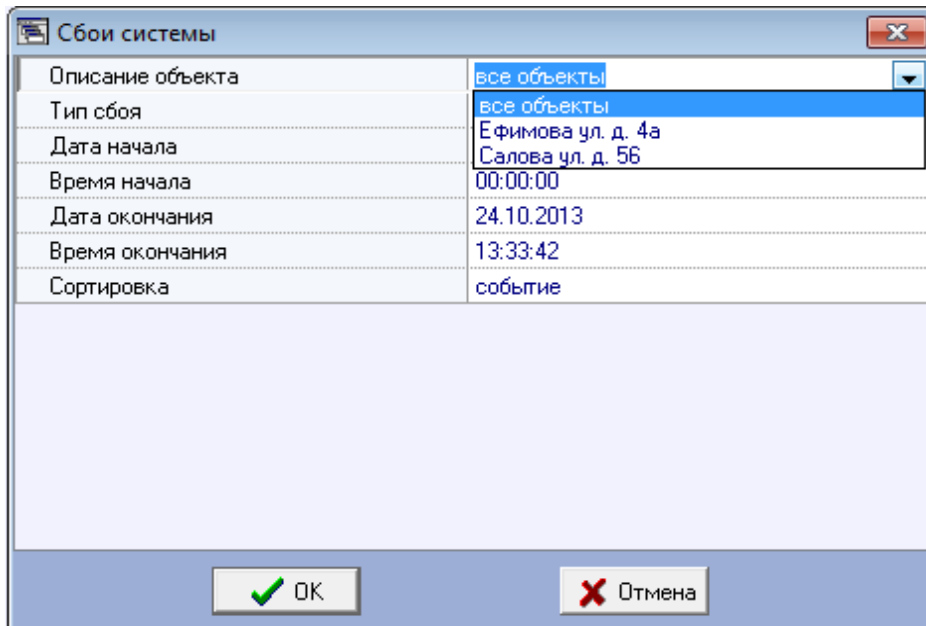 Сбои системы
Описание объекта все объекты
все объекты
Тип сбоя
Ефимова ул. д. 4а
Дата начала
Салова ул. д. 56
Время начала 00:00:00
Дата окончания 24.10.2013
Время окончания 13:33:42
Сортировка событие
OK Отмена